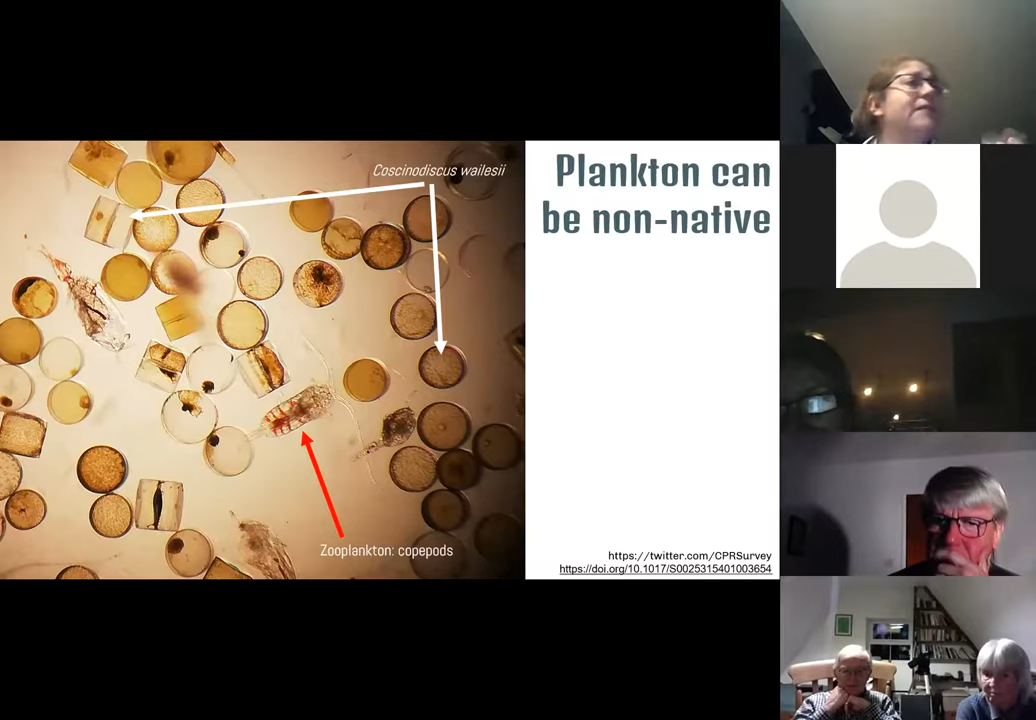 Coscinodiscus wailesii
Zooplankton: copepods
Plankton can
be non-native
https://twitter.com/CPRSurvey
https://doi.org/10.1017/S0025315401003654